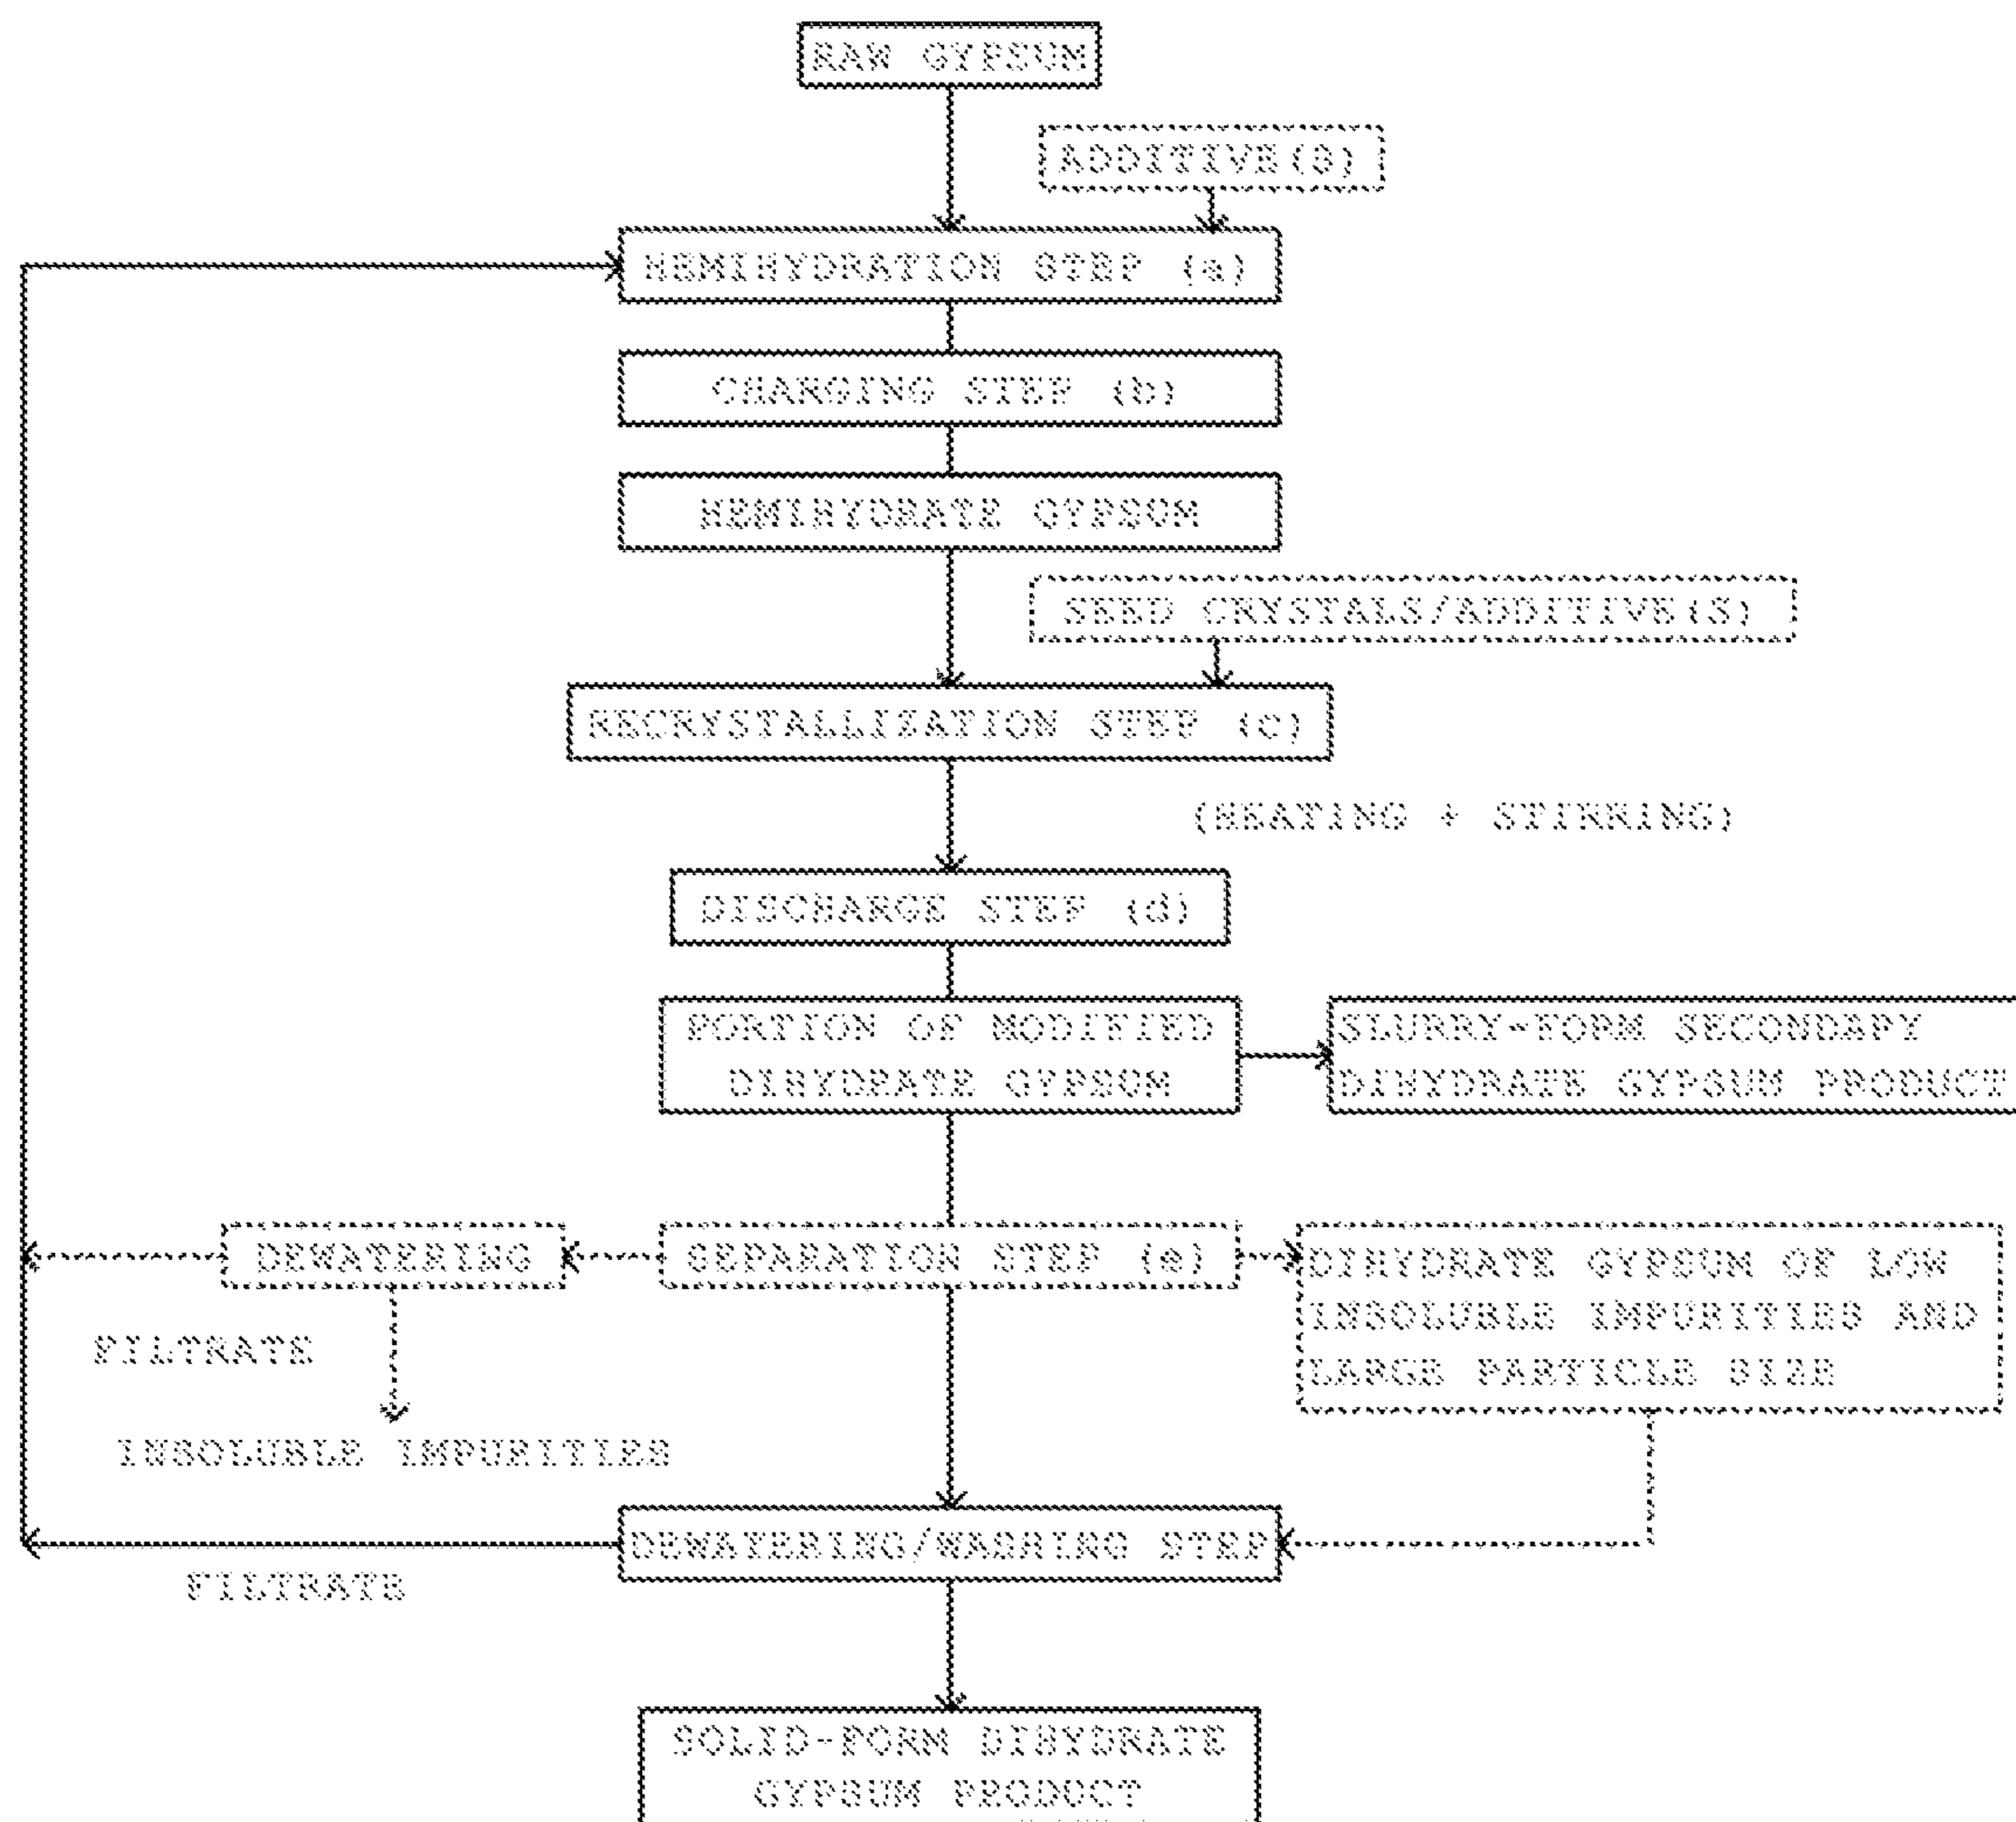 RAW GYPSUM
ADDITIVE(S)
HEMIHYDRATION STEP (a)
CHARGING STEP (b)
HEMIHYDRATE GYPSUM
SEED CRYSTALS/ADDITIVE(S)
RECRYSTALLIZATION STEP (c)
(HEATING + STIRRING)
DISCHARGE STEP (d)
PORTION OF MODIFIED
DIHYDRATE GYPSUM
SLURRY-FORM SECONDARY
DIHYDRATE GYPSUM PRODUCT
DEWATERING
SEPARATION STEP (e)
DIHYDRATE GYPSUM OF LOW
INSOLUBLE IMPURITIES AND
LARGE PARTICLE SIZE
FILTRATE
INSOLUBLE IMPURITIES
DEWATERING/WASHING STEP
FILTRATE
SOLID-FORM DIHYDRATE
GYPSUM PRODUCT